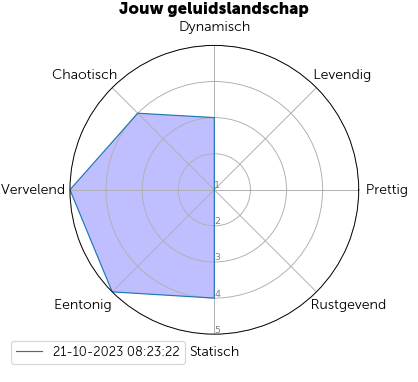 Jouw geluidslandschap
Dynamisch
Chaotisch
Levendig
Vervelend
1
Prettig
2
3
4
Eentonig
Rustgevend
5
21-10-2023 08:23:22
Statisch